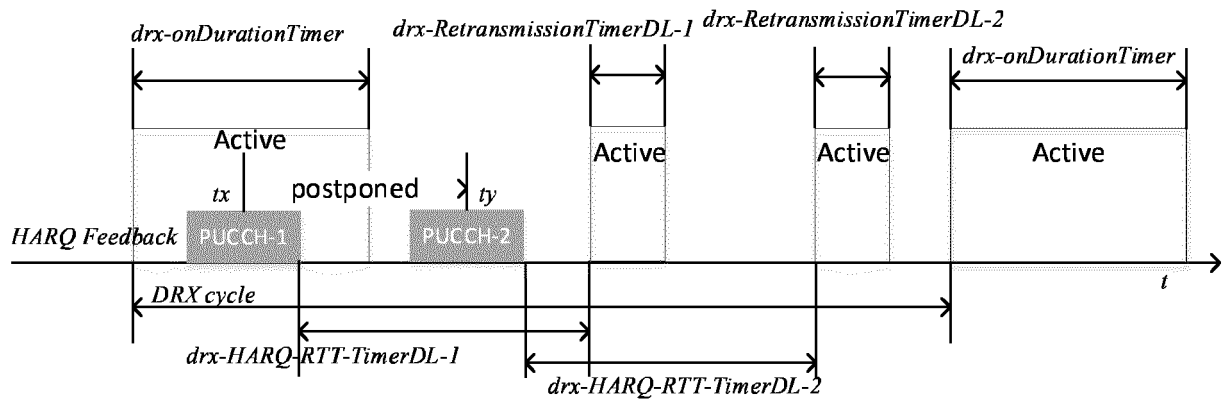 drx-onDurationTimer
drx-RetransmissionTimerDL-1
drx-RetransmissionTimerDL-2
drx-onDurationTimer
Active
Active
Active
Active
tx
postponed
ty
HARQ Feedback
PUCCH-1
PUCCH-2
t
DRX cycle
drx-HARQ-RTT-TimerDL-1
drx-HARQ-RTT-TimerDL-2